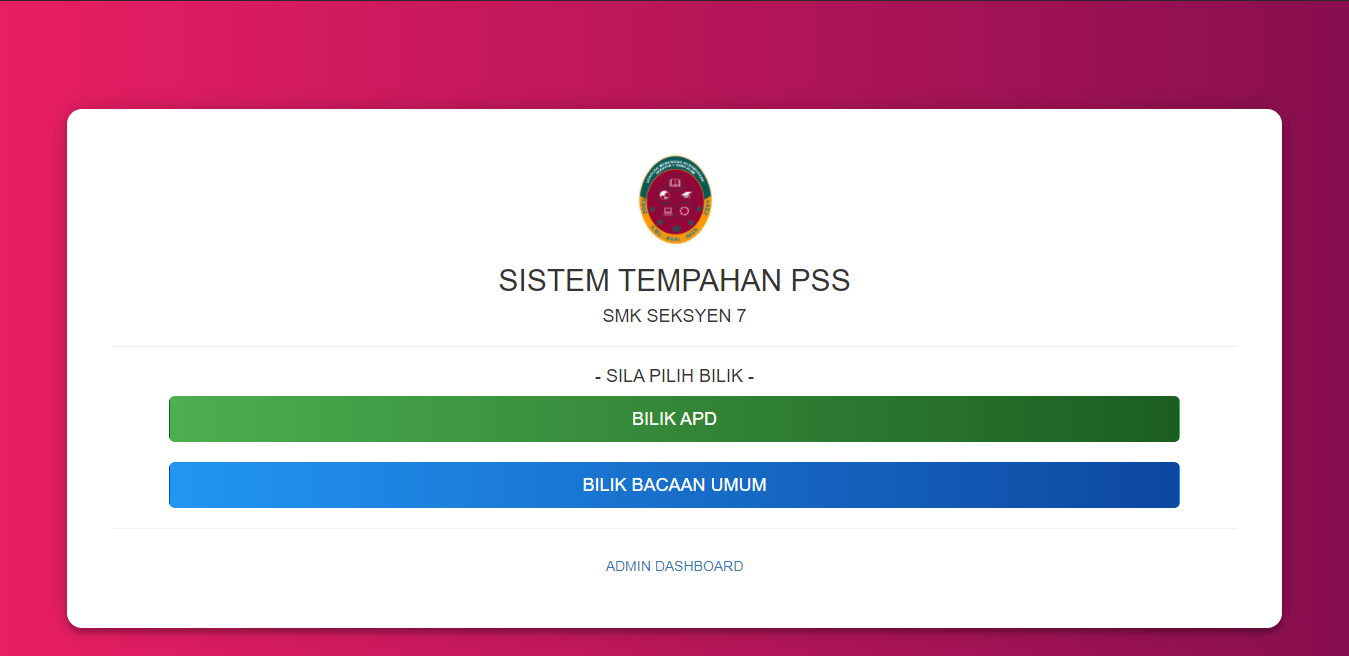 SISTEM TEMPAHAN PSS
SMK SEKSYEN 7
- SILA PILIH BILIK -
BILIK APD
BILIK BACAAN UMUM
ADMIN DASHBOARD